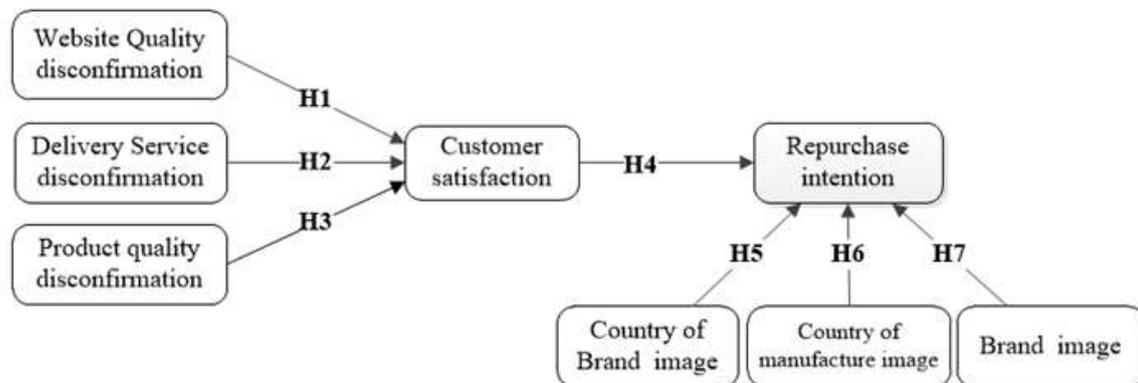 Website Quality
disconfirmation
H1
Delivery Service
disconfirmation
H2
Customer
satisfaction
H4
Repurchase
intention
H3
Product quality
disconfirmation
H5
H6
H7
Country of
Brand image
Country of
manufacture image
Brand image